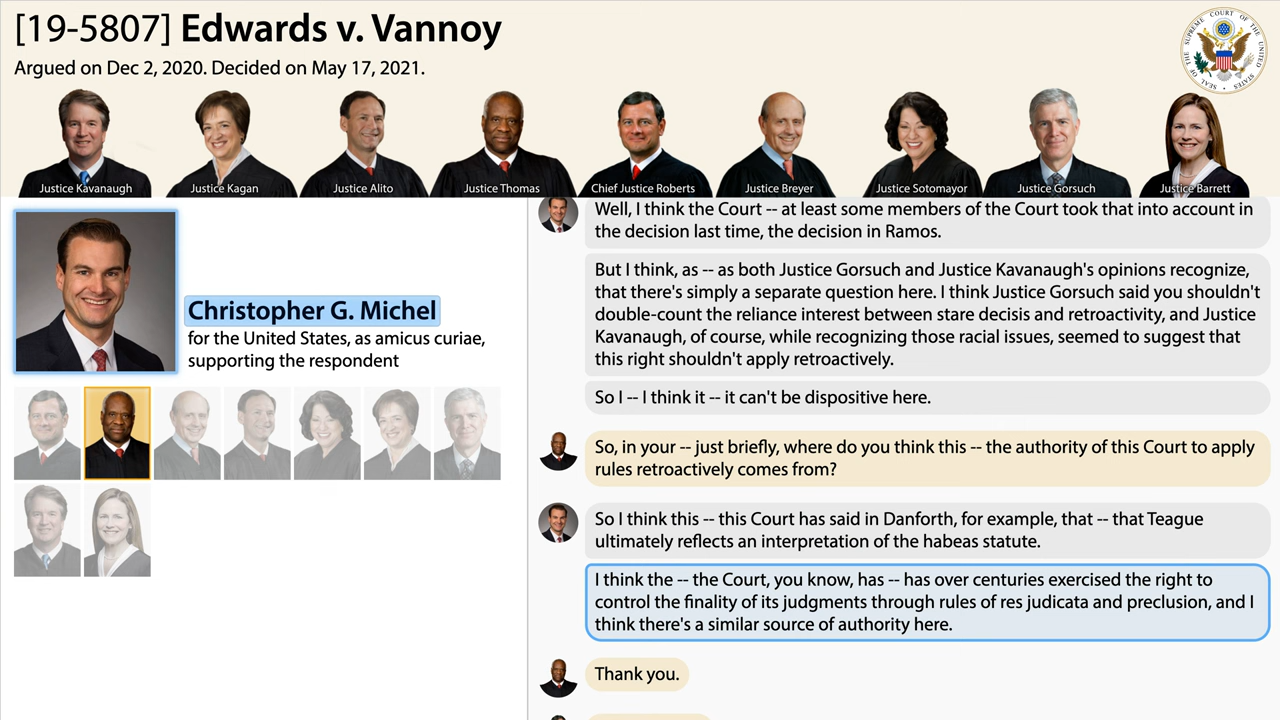 [19-5807] Edwards v. Vannoy
Argued on Dec 2, 2020. Decided on May 17, 2021.
SEAL OF THE SUPREME COURT OF THE UNITED STATES
Justice Kavanaugh
Justice Kagan
Justice Alito
Justice Thomas
Chief Justice Roberts
Justice Breyer
Justice Sotomayor
Justice Gorsuch
Justice Barrett
Christopher G. Michel
for the United States, as amicus curiae,
supporting the respondent
Well, I think the Court -- at least some members of the Court took that into account in
the decision last time, the decision in Ramos.
But I think, as -- as both Justice Gorsuch and Justice Kavanaugh's opinions recognize,
that there's simply a separate question here. I think Justice Gorsuch said you shouldn't
double-count the reliance interest between stare decisis and retroactivity, and Justice
Kavanaugh, of course, while recognizing those racial issues, seemed to suggest that
this right shouldn't apply retroactively.
So I -- I think it -- it can't be dispositive here.
So, in your -- just briefly, where do you think this -- the authority of this Court to apply
rules retroactively comes from?
So I think this -- this Court has said in Danforth, for example, that -- that Teague
ultimately reflects an interpretation of the habeas statute.
I think the -- the Court, you know, has -- has over centuries exercised the right to
control the finality of its judgments through rules of res judicata and preclusion, and I
think there's a similar source of authority here.
Thank you.